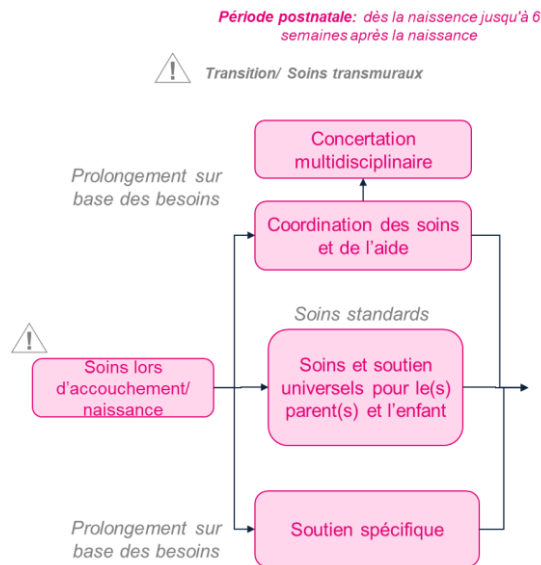 Période postnatale: dès la naissence jusqu'à 6
semaines après la naissance
! Transition/ Soins transmuraux
Concertation
multidisciplinaire
Prolongement sur
base des besoins
Coordination des soins
et de l'aide
Soins standards
!
Soins lors
d'accouchement/
naissance
Soins et soutien
universels pour le(s)
parent(s) et l'enfant
Prolongement sur
base des besoins
Soutien spécifique